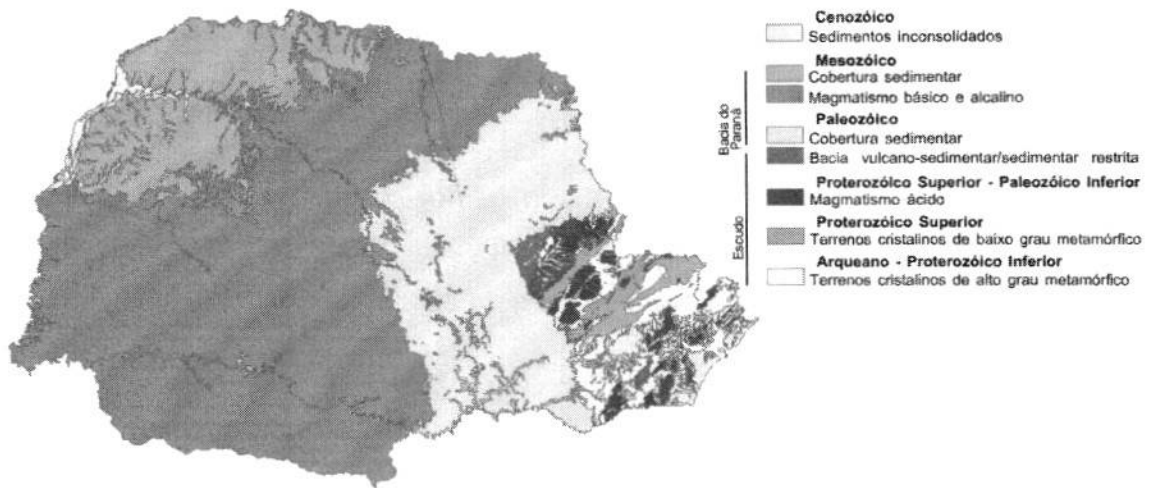 Cenozóico
Sedimentos inconsolidados
Mesozóico
Cobertura sedimentar
Magmatismo básico e alcalino
Paleozóico
Cobertura sedimentar
Bacia vulcano-sedimentar/sedimentar restrita
Proterozóico Superior - Paleozóico Inferior
Magmatismo ácido
Proterozóico Superior
Terrenos cristalinos de baixo grau metamórfico
Arqueano - Proterozóico Inferior
Terrenos cristalinos de alto grau metamórfico
Bacia do
Paraná
Escudo